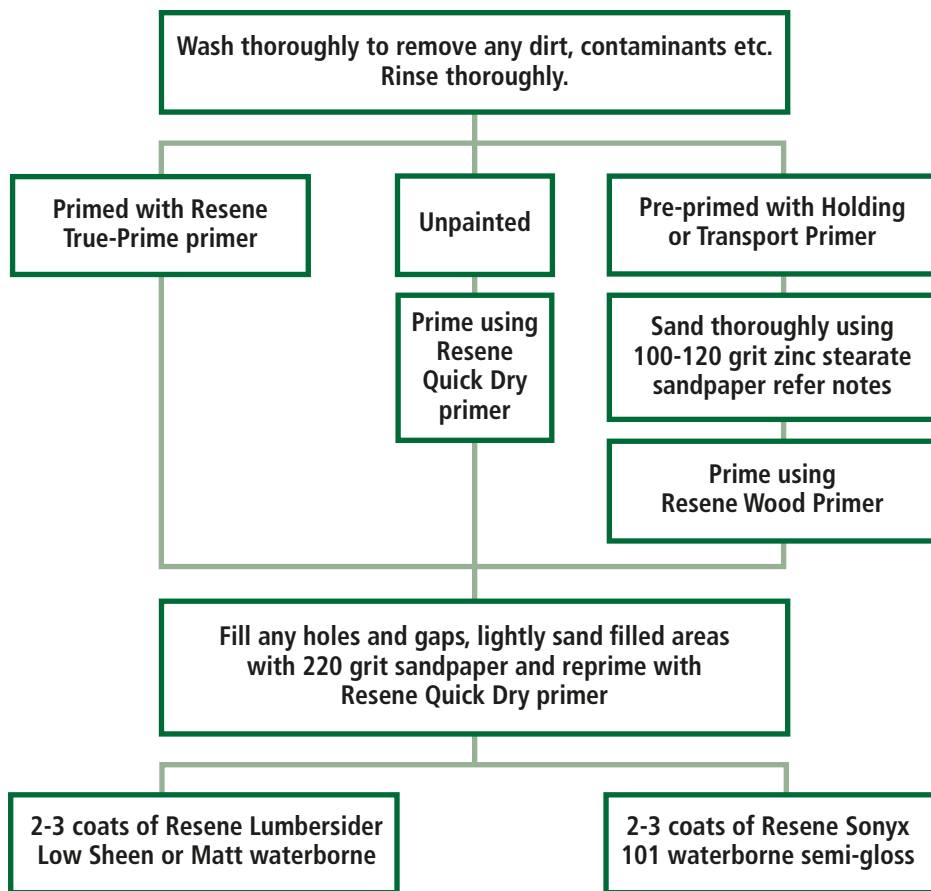 Wash thoroughly to remove any dirt, contaminants etc.
Rinse thoroughly.
Primed with Resene
True-Prime primer
Unpainted
Pre-primed with Holding
or Transport Primer
Prime using
Resene
Quick Dry
primer
Sand thoroughly using
100-120 grit zinc stearate
sandpaper refer notes
Prime using
Resene Wood Primer
Fill any holes and gaps, lightly sand filled areas
with 220 grit sandpaper and reprime with
Resene Quick Dry primer
2-3 coats of Resene Lumbersider
Low Sheen or Matt waterborne
2-3 coats of Resene Sonyx
101 waterborne semi-gloss